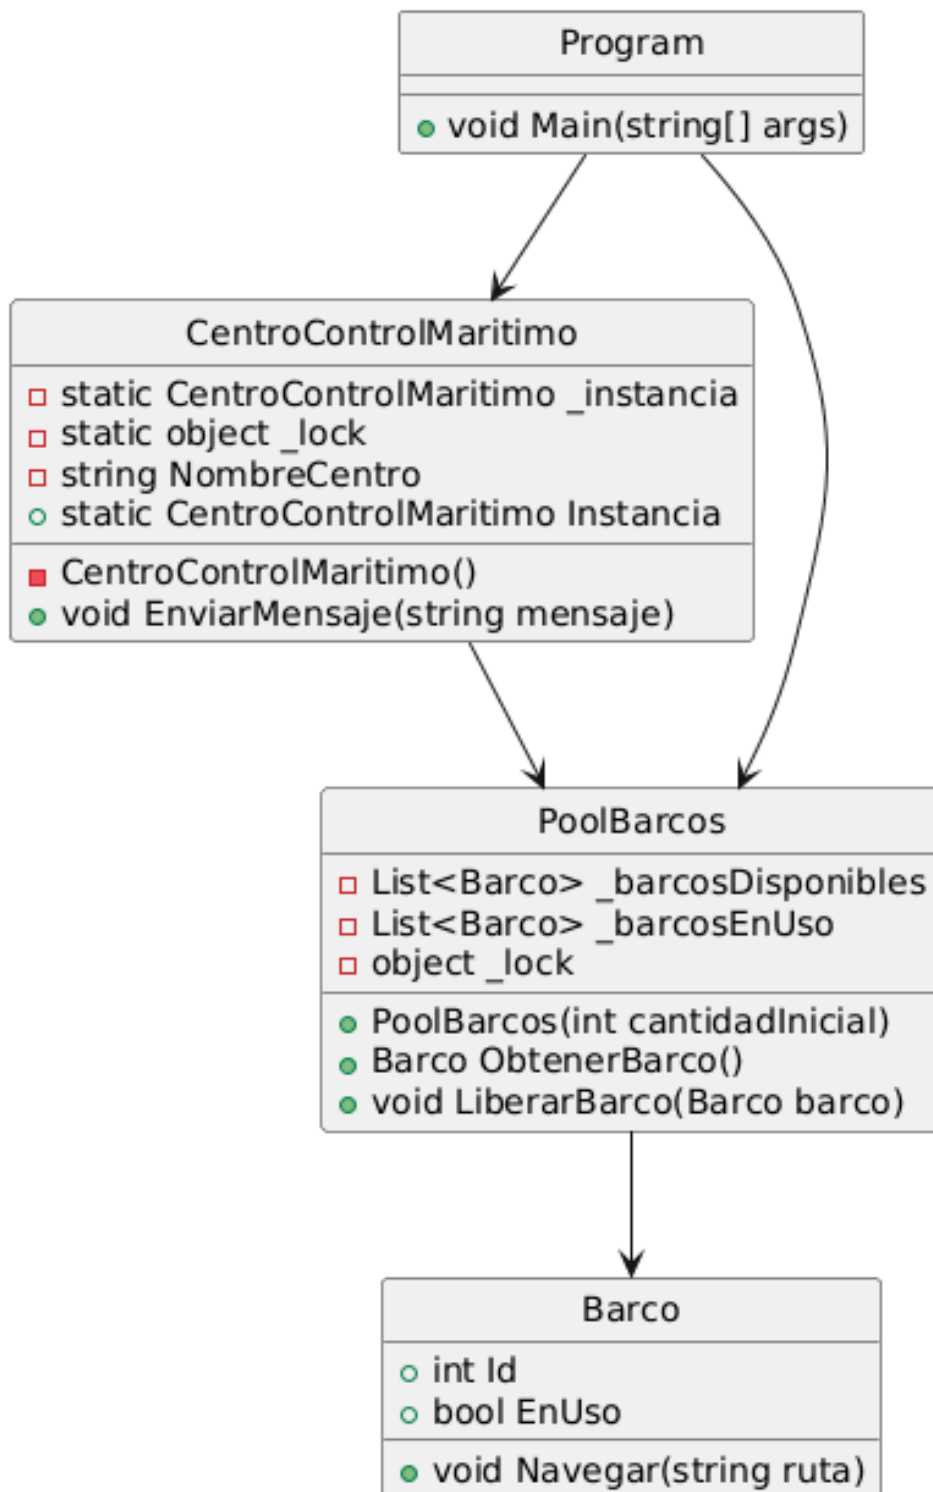 Program
void Main(string[] args)
CentroControlMaritimo
static CentroControlMaritimo _instancia
static object _lock
string NombreCentro
static CentroControlMaritimo Instancia
CentroControlMaritimo()
void EnviarMensaje(string mensaje)
PoolBarcos
List<Barco> _barcosDisponibles
List<Barco> _barcosEnUso
object _lock
PoolBarcos(int cantidadInicial)
Barco ObtenerBarco()
void LiberarBarco(Barco barco)
Barco
int Id
bool EnUso
void Navegar(string ruta)